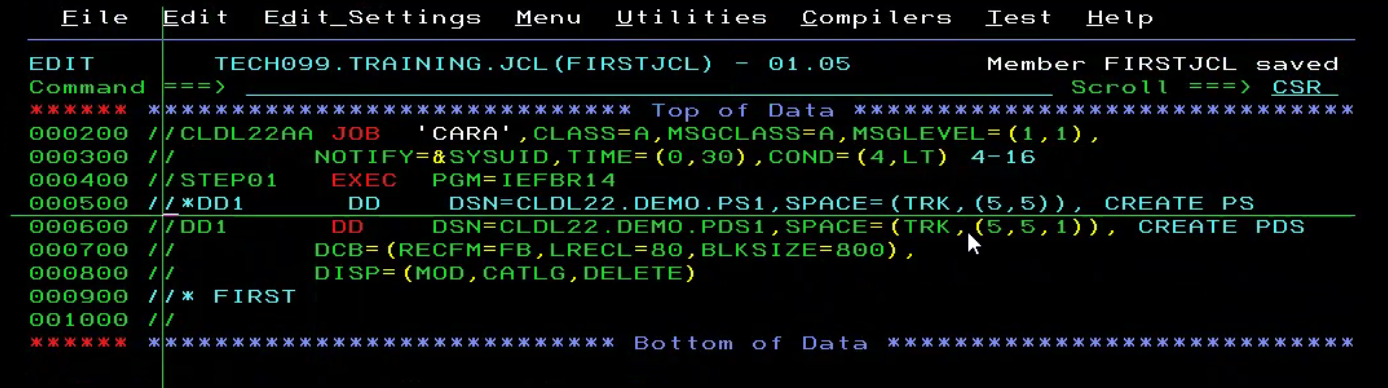 File  Edit  Edit_Settings  Menu  Utilities  Compilers  Test  Help
EDIT       TECH099.TRAINING.JCL(FIRSTJCL) - 01.05        Member FIRSTJCL saved
Command ===>                                                  Scroll ===> CSR
****** ***************************** Top of Data ******************************
000200 //CLDL22AA JOB  'CARA',CLASS=A,MSGCLASS=A,MSGLEVEL=(1,1),
000300 //        NOTIFY=&SYSUID,TIME=(0,30),COND=(4,LT) 4-16
000400 //STEP01   EXEC  PGM=IEFBR14
000500 //*DD1      DD    DSN=CLDL22.DEMO.PS1,SPACE=(TRK,(5,5)), CREATE PS
000600 //DD1      DD    DSN=CLDL22.DEMO.PDS1,SPACE=(TRK,(5,5,1)), CREATE PDS
000700 //        DCB=(RECFM=FB,LRECL=80,BLKSIZE=800),
000800 //        DISP=(MOD,CATLG,DELETE)
000900 //* FIRST
001000 //
****** **************************** Bottom of Data ****************************